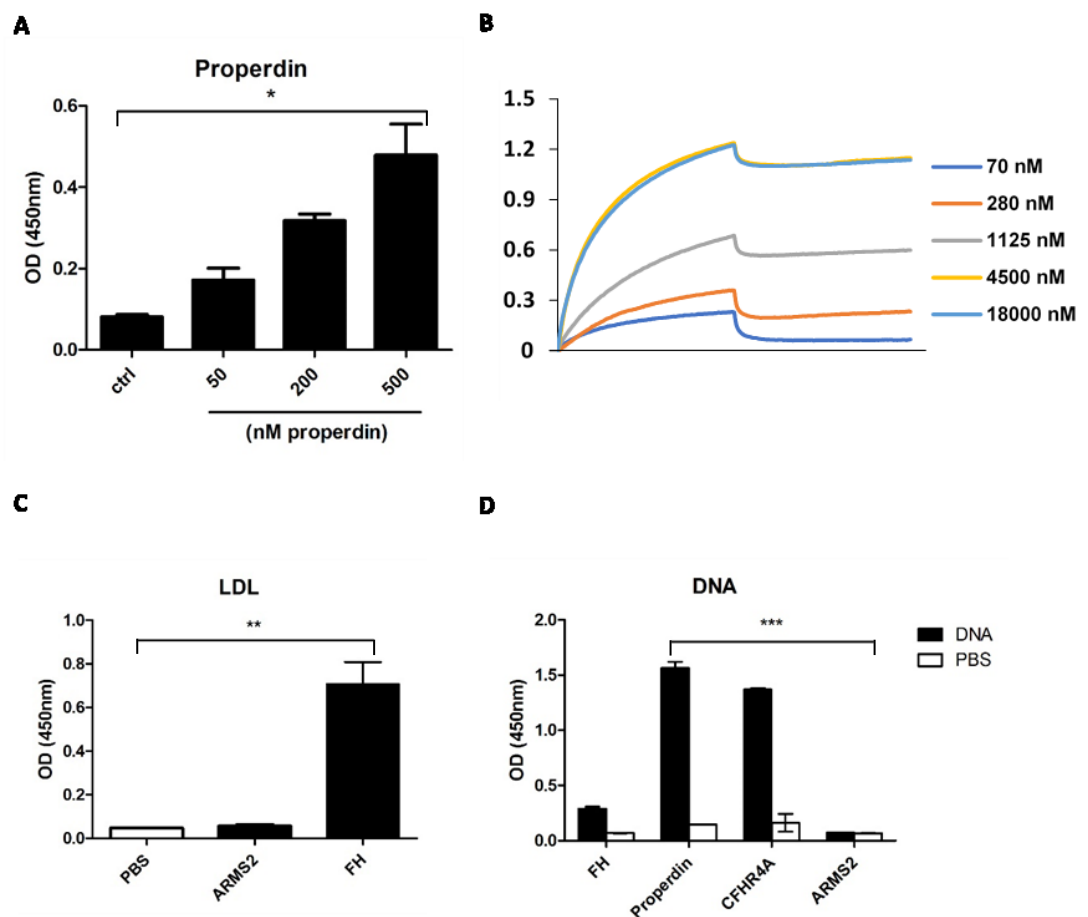 A
Properdin
*
OD (450nm)
0.6
0.4
0.2
0.0
ctrl
50
200
500
(nM properdin)
B
1.5
1.2
0.9
0.6
0.3
0
70 nM
280 nM
1125 nM
4500 nM
18000 nM
C
LDL
**
OD (450nm)
1.0
0.8
0.6
0.4
0.2
0.0
PBS
ARMS2
FH
D
DNA
***
OD (450nm)
2.0
1.5
1.0
0.5
0.0
FH
Properdin
CFHR4A
ARMS2
DNA
PBS